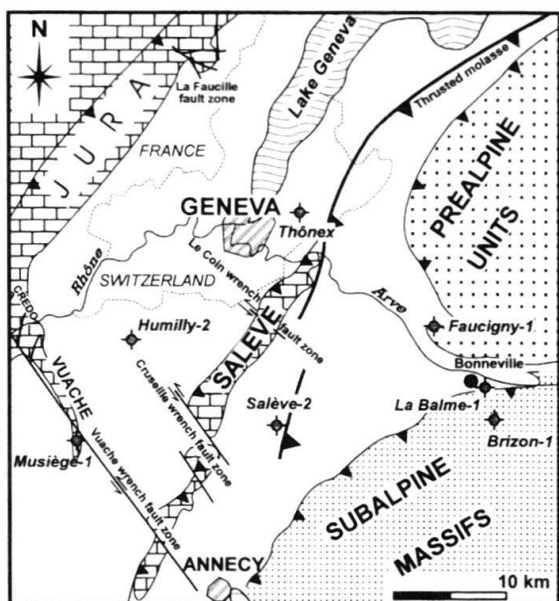 N
La Faucille
fault zone
Lake Geneva
Thrusted molasse
JURA
FRANCE
PREALPINE
UNITS
GENEVA
Thônex
Rhône
SWITZERLAND
Le Coin wrench
fault zone
Arve
CREDO
Humilly-2
SALÈVE
Faucigny-1
Bonneville
VUACHE
Cruseille wrench fault zone
Salève-2
La Balme-1
Brizon-1
Musiège-1
Vuache wrench fault zone
SUBALPINE
MASSIFS
ANNECY
10 km